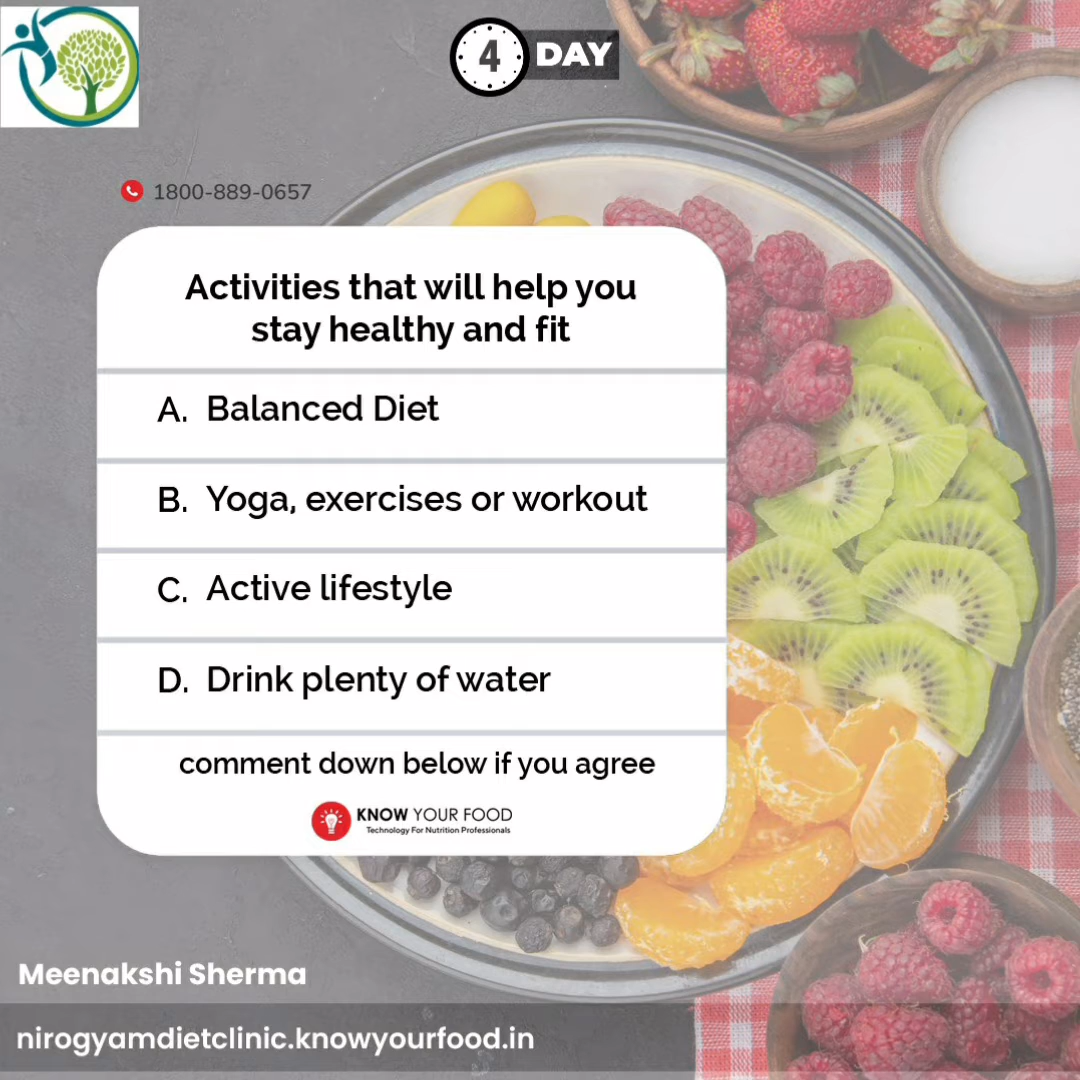 4 DAY
1800-889-0657
Activities that will help you
stay healthy and fit
A. Balanced Diet
B. Yoga, exercises or workout
C. Active lifestyle
D. Drink plenty of water
comment down below if you agree
KNOW YOUR FOOD
Technology For Nutrition Professionals
Meenakshi Sherma
nirogyamdietclinic.knowyourfood.in